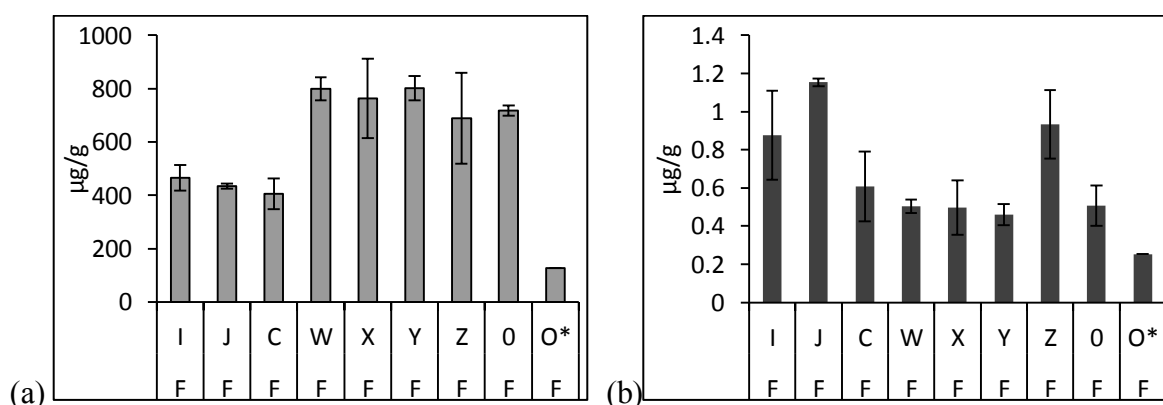 1000
800
600
400
200
0
µg/g
I J C W X Y Z 0 O*
F F F F F F F F F
(a)
1.4
1.2
1
0.8
0.6
0.4
0.2
0
µg/g
I J C W X Y Z 0 O*
F F F F F F F F F
(b)